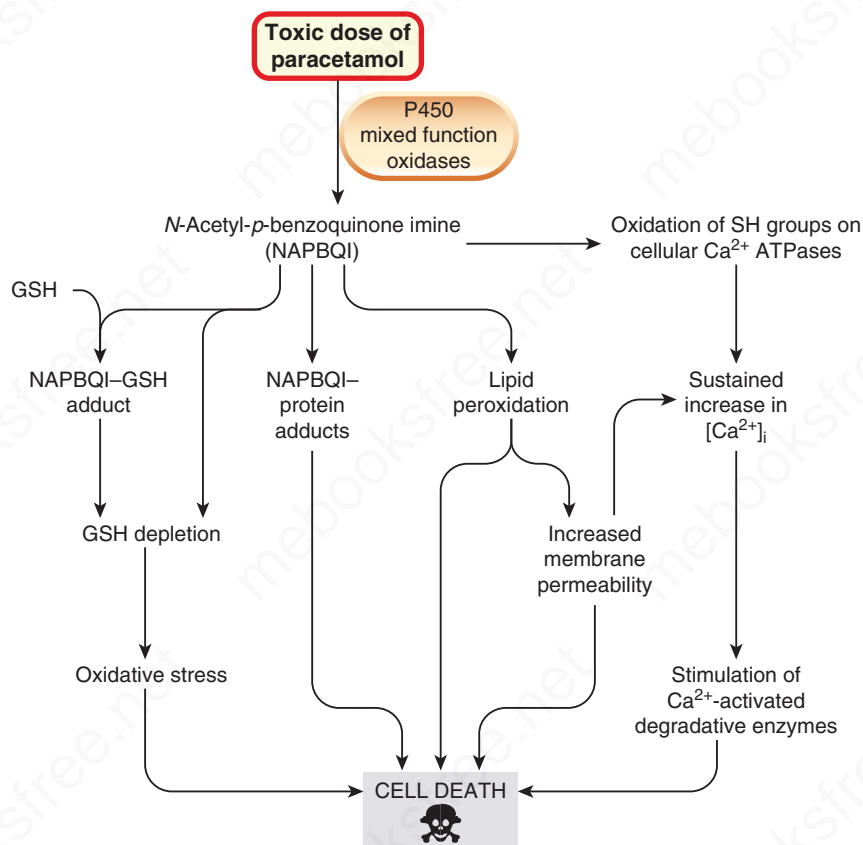 Toxic dose of
paracetamol
P450
mixed function
oxidases
N-Acetyl-p-benzoquinone imine
(NAPBQI)
Oxidation of SH groups on
cellular Ca²⁺ ATPases
GSH
NAPBQI–GSH
adduct
NAPBQI–
protein
adducts
Lipid
peroxidation
Sustained
increase in
[Ca²⁺]ᵢ
GSH depletion
Increased
membrane
permeability
Oxidative stress
Stimulation of
Ca²⁺-activated
degradative enzymes
CELL DEATH
mebooksfree.net